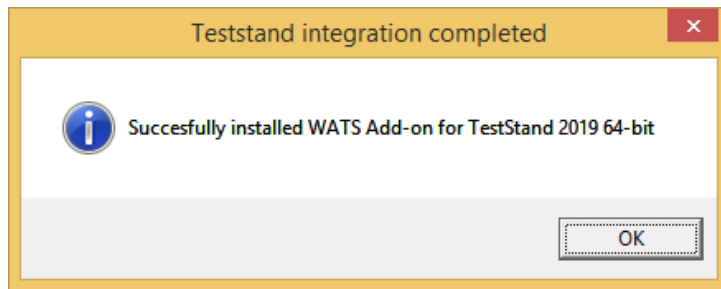 Teststand integration completed
Succesfully installed WATS Add-on for TestStand 2019 64-bit
OK